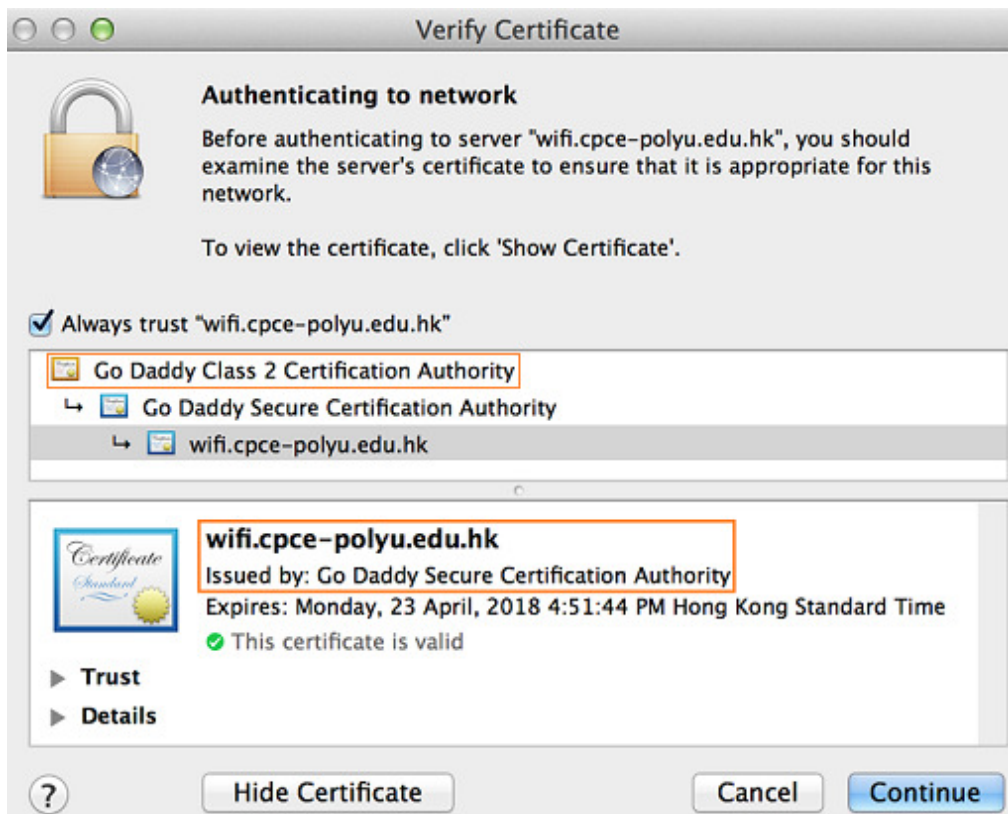 Verify Certificate
Authenticating to network
Before authenticating to server "wifi.cpce-polyu.edu.hk", you should
examine the server's certificate to ensure that it is appropriate for this
network.
To view the certificate, click 'Show Certificate'.
Always trust "wifi.cpce-polyu.edu.hk"
Go Daddy Class 2 Certification Authority
Go Daddy Secure Certification Authority
wifi.cpce-polyu.edu.hk
Certificate
Standard
wifi.cpce-polyu.edu.hk
Issued by: Go Daddy Secure Certification Authority
Expires: Monday, 23 April, 2018 4:51:44 PM Hong Kong Standard Time
This certificate is valid
Trust
Details
? Hide Certificate Cancel Continue